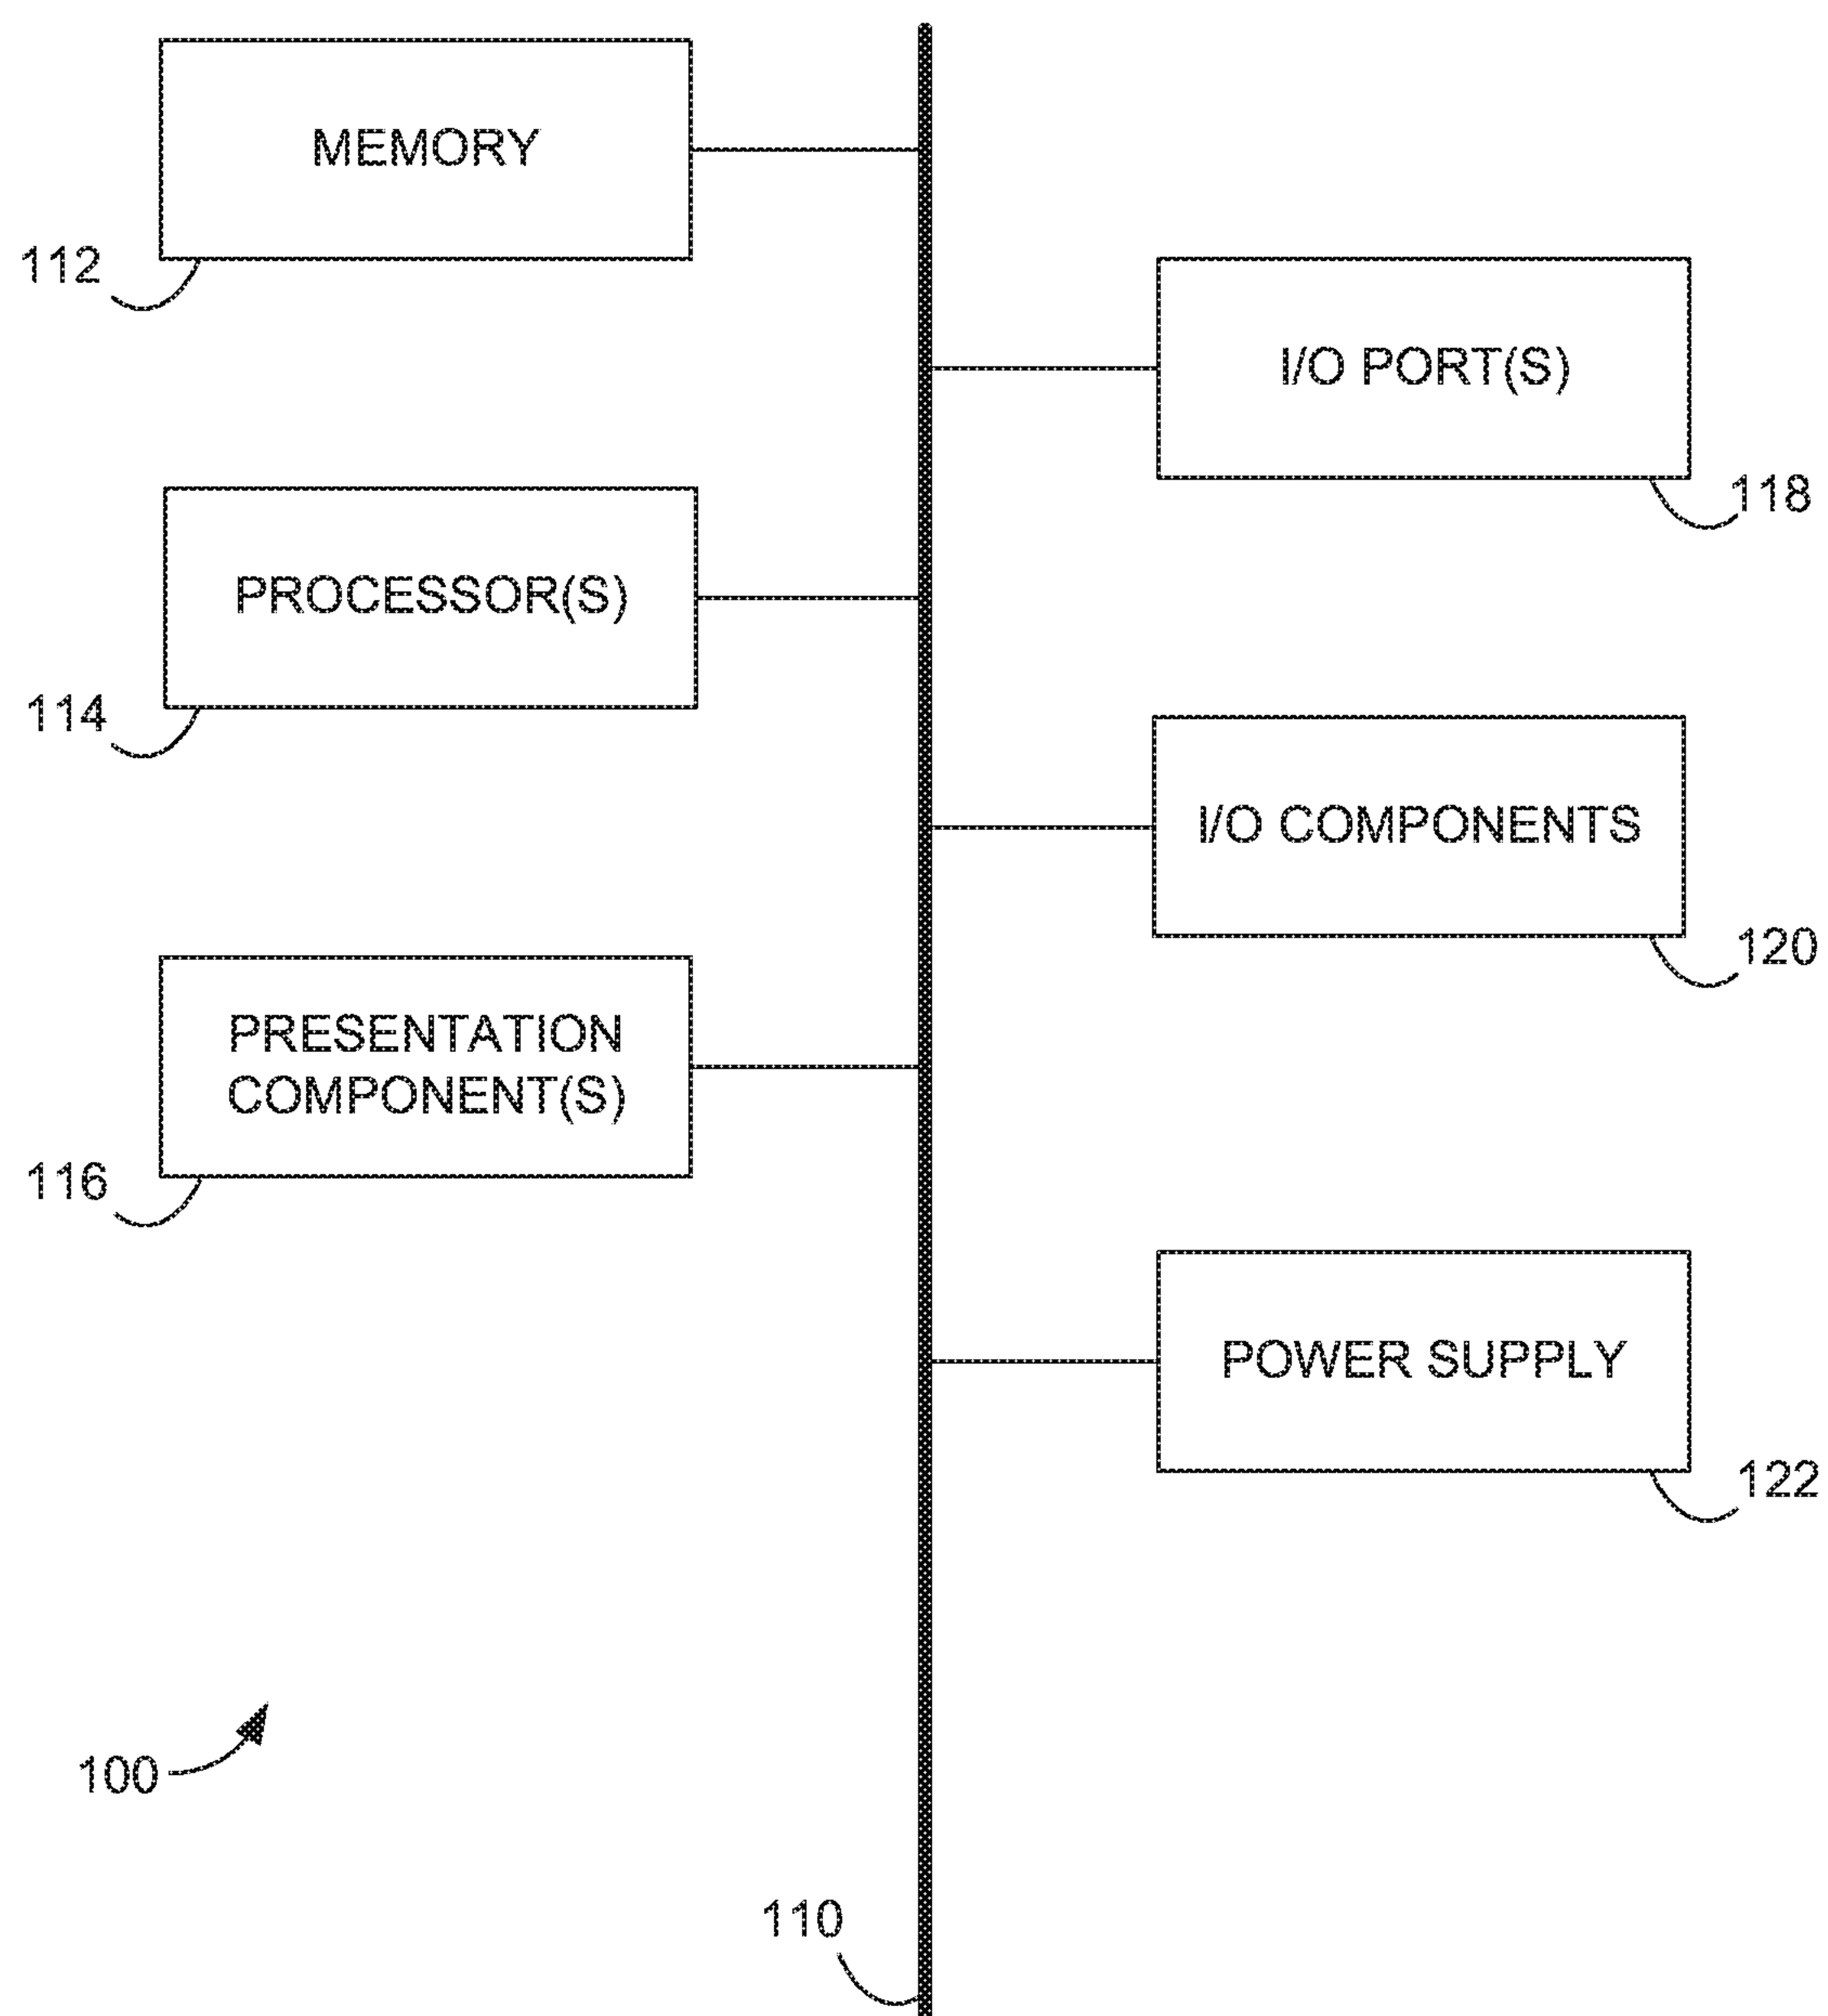 MEMORY
112
I/O PORT(S)
118
PROCESSOR(S)
114
I/O COMPONENTS
120
PRESENTATION
COMPONENT(S)
116
POWER SUPPLY
122
100
110